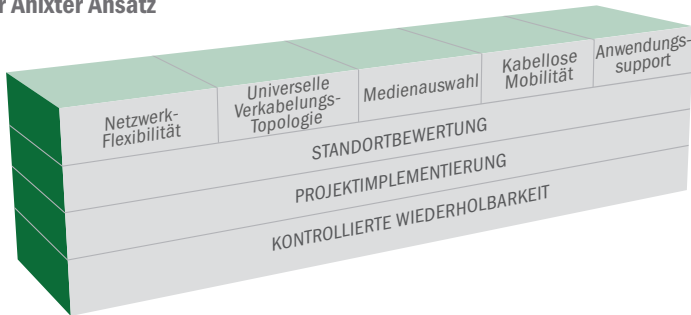 r Anixter Ansatz
Netzwerk-
Flexibilität
Universelle
Verkabelungs-
Topologie
Medienauswahl
Kabellose
Mobilität
Anwendungs-
support
STANDORTBEWERTUNG
PROJEKTIMPLEMENTIERUNG
KONTROLLIERTE WIEDERHOLBARKEIT